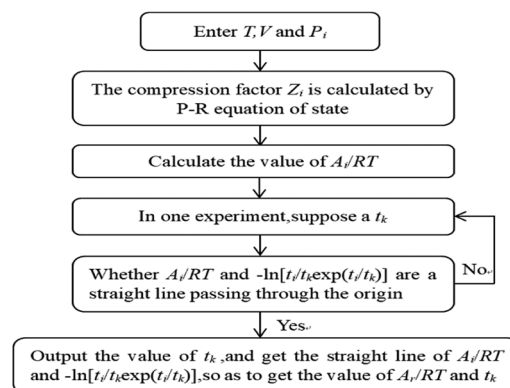 Enter T,V and Pᵢ
The compression factor Zᵢ is calculated by
P-R equation of state
Calculate the value of Aᵢ/RT
In one experiment,suppose a tₖ
Whether Aᵢ/RT and -ln[tᵢ/tₖexp(tᵢ/tₖ)] are a
straight line passing through the origin
No
Yes
Output the value of tₖ,and get the straight line of Aᵢ/RT
and -ln[tᵢ/tₖexp(tᵢ/tₖ)],so as to get the value of Aᵣ/RT and tₖ